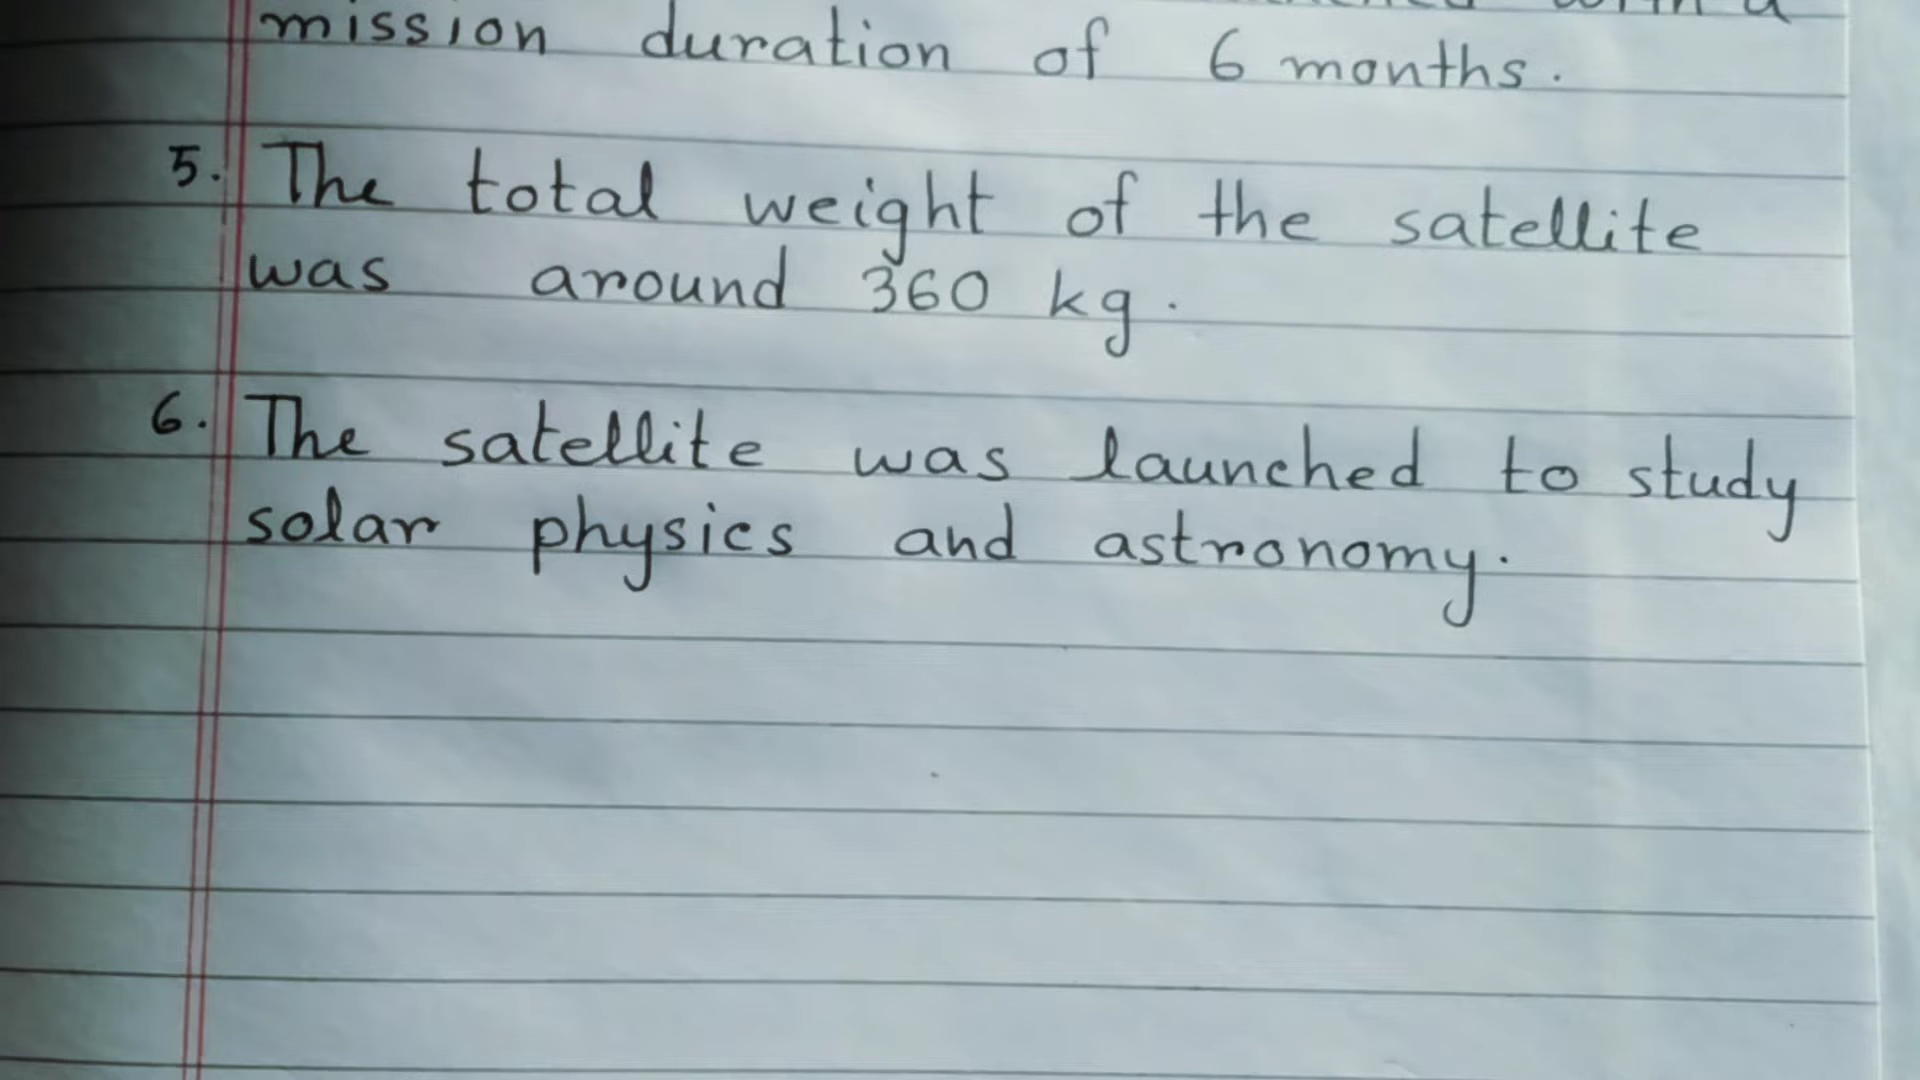 with a
mission duration of 6 months.
5. The total weight of the satellite
was around 360 kg.
6. The satellite was launched to study
solar physics and astronomy.